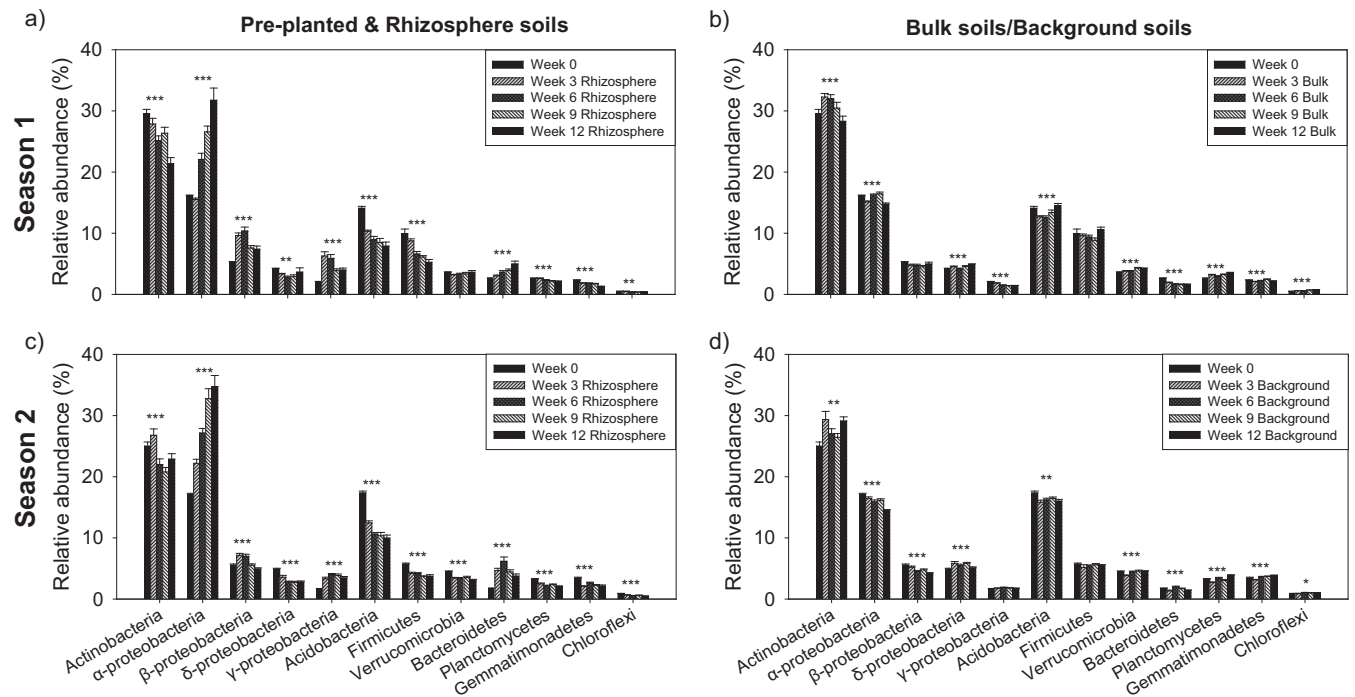 a)
Pre-planted & Rhizosphere soils
b)
Bulk soils/Background soils
Season 1
Relative abundance (%)
40
30
20
10
0
***
***
***
**
***
***
***
***
***
***
**
Week 0
Week 3 Rhizosphere
Week 6 Rhizosphere
Week 9 Rhizosphere
Week 12 Rhizosphere
Relative abundance (%)
40
30
20
10
0
***
***
***
***
***
***
***
***
***
***
Week 0
Week 3 Bulk
Week 6 Bulk
Week 9 Bulk
Week 12 Bulk
c)
d)
Season 2
Relative abundance (%)
40
30
20
10
0
***
***
***
***
***
***
***
***
***
***
***
***
Week 0
Week 3 Rhizosphere
Week 6 Rhizosphere
Week 9 Rhizosphere
Week 12 Rhizosphere
Actinobacteria
α-proteobacteria
β-proteobacteria
δ-proteobacteria
γ-proteobacteria
Acidobacteria
Firmicutes
Verrucomicrobia
Bacteroidetes
Planctomycetes
Gemmatimonadetes
Chloroflexi
Relative abundance (%)
40
30
20
10
0
**
***
***
***
**
***
***
***
***
*
Week 0
Week 3 Background
Week 6 Background
Week 9 Background
Week 12 Background
Actinobacteria
α-proteobacteria
β-proteobacteria
δ-proteobacteria
γ-proteobacteria
Acidobacteria
Firmicutes
Verrucomicrobia
Bacteroidetes
Planctomycetes
Gemmatimonadetes
Chloroflexi